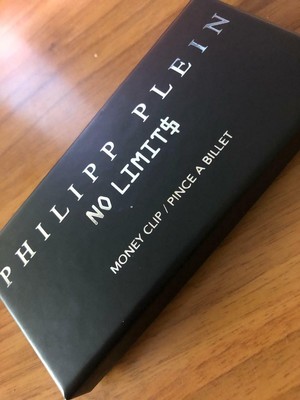 PHILIPP PLEIN
NO LIMIT$
MONEY CLIP / PINCE A BILLET